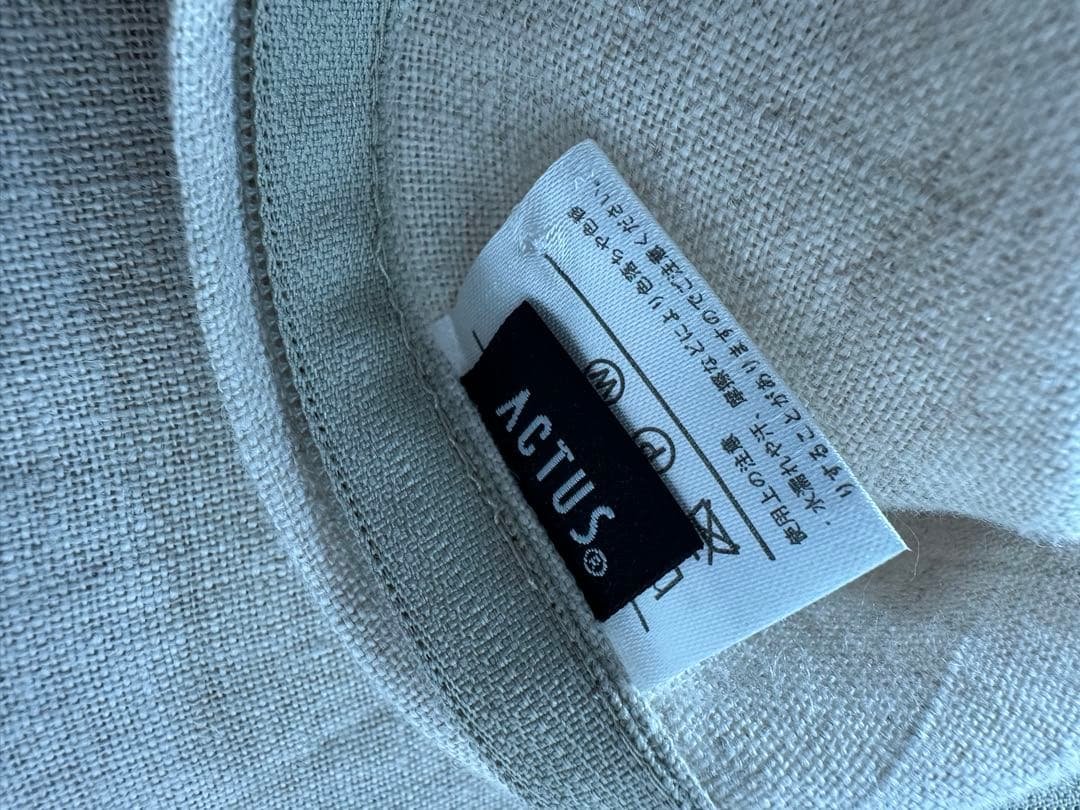 ACTUS®
W
P
使用上の注意
・水濡れや汗、摩擦などにより色落ちや色移
りすることがありますのでご注意ください。